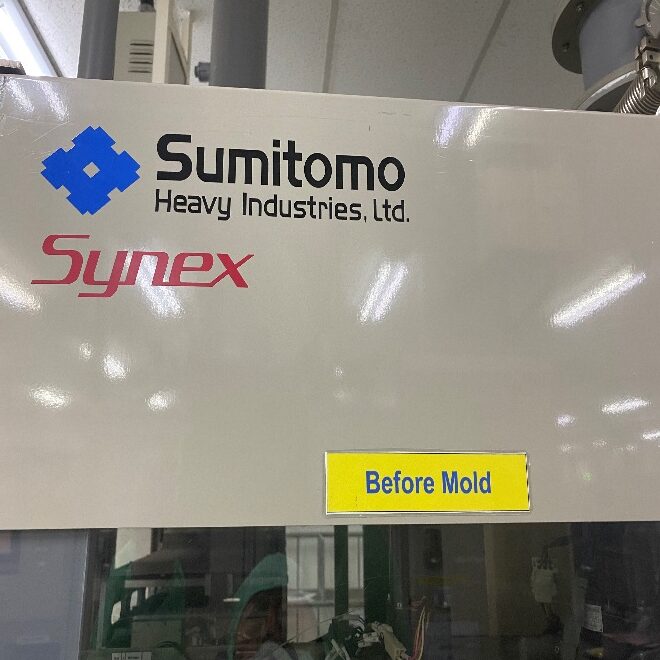 Sumitomo
Heavy Industries, Ltd.
Synex
Before Mold